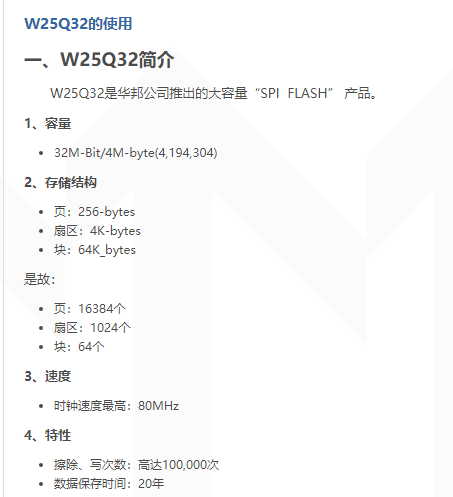 W25Q32的使用
一、W25Q32简介
W25Q32是华邦公司推出的大容量“SPI FLASH” 产品。
1、容量
32M-Bit/4M-byte(4,194,304)
2、存储结构
页：256-bytes
扇区：4K-bytes
块：64K_bytes
是故：
页：16384个
扇区：1024个
块：64个
3、速度
时钟速度最高：80MHz
4、特性
擦除、写次数：高达100,000次
数据保存时间：20年